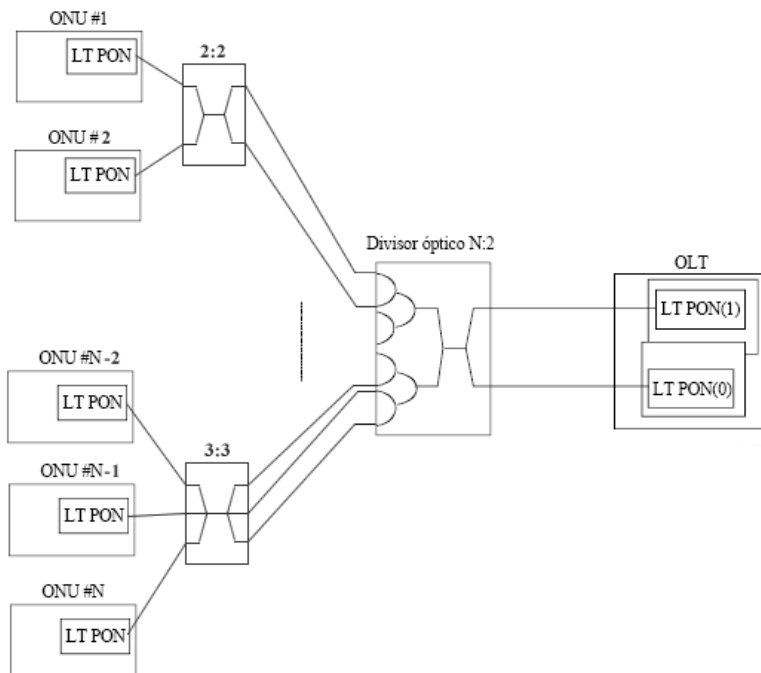 ONU #1
LT PON
2:2
ONU # 2
LT PON
Divisor óptico N:2
OLT
LT PON(1)
LT PON(0)
ONU #N-2
LT PON
3:3
ONU #N-1
LT PON
ONU #N
LT PON